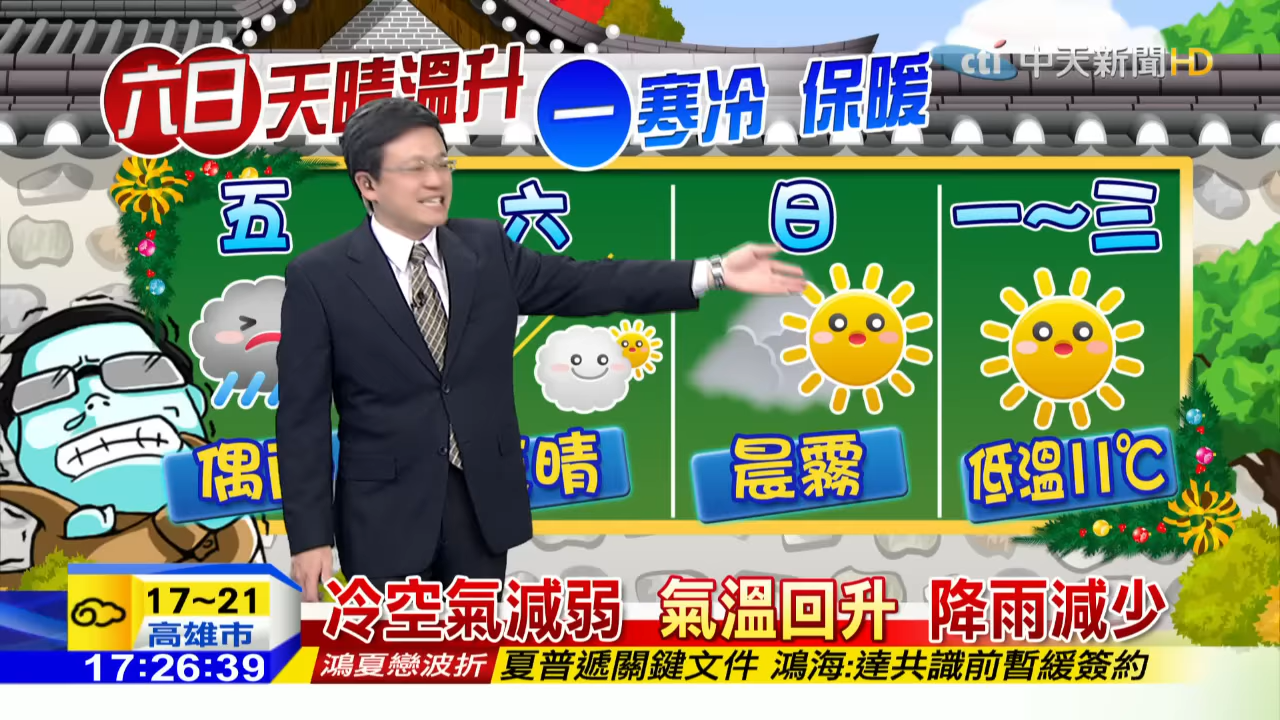 cti 中天新聞HD
六日天晴溫升 一寒冷 保暖
五 六 日 一~三
偶 晴 晨霧 低溫11℃
17~21
高雄市
17:26:39
冷空氣減弱 氣溫回升 降雨減少
鴻夏戀波折 夏普遞關鍵文件 鴻海:達共識前暫緩簽約